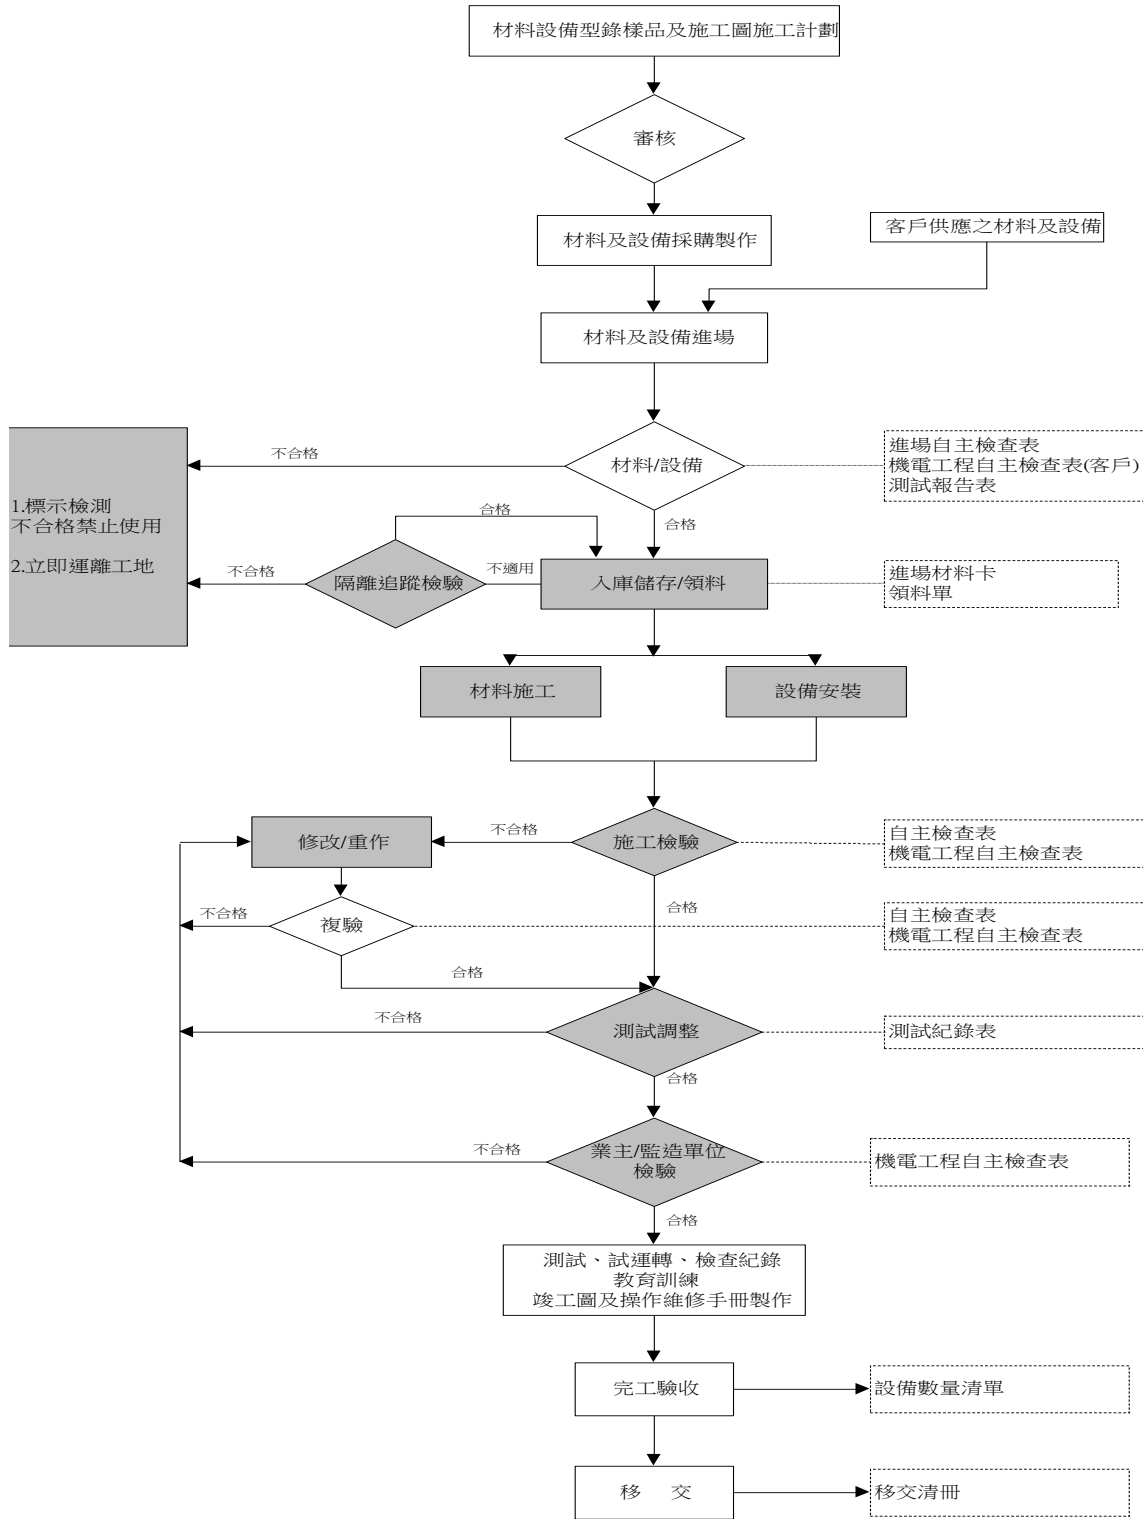 材料設備型錄樣品及施工圖施工計劃
審核
材料及設備採購製作
客戶供應之材料及設備
材料及設備進場
不合格
材料/設備
進場自主檢查表
機電工程自主檢查表(客戶)
測試報告表
1.標示檢測
不合格禁止使用
2.立即運離工地
合格
合格
不合格
隔離追蹤檢驗
不適用
入庫儲存/領料
進場材料卡
領料單
材料施工
設備安裝
修改/重作
不合格
施工檢驗
自主檢查表
機電工程自主檢查表
不合格
複驗
合格
自主檢查表
機電工程自主檢查表
合格
不合格
測試調整
測試紀錄表
合格
不合格
業主/監造單位
檢驗
機電工程自主檢查表
合格
測試、試運轉、檢查紀錄
教育訓練
竣工圖及操作維修手冊製作
完工驗收
設備數量清單
移 交
移交清冊